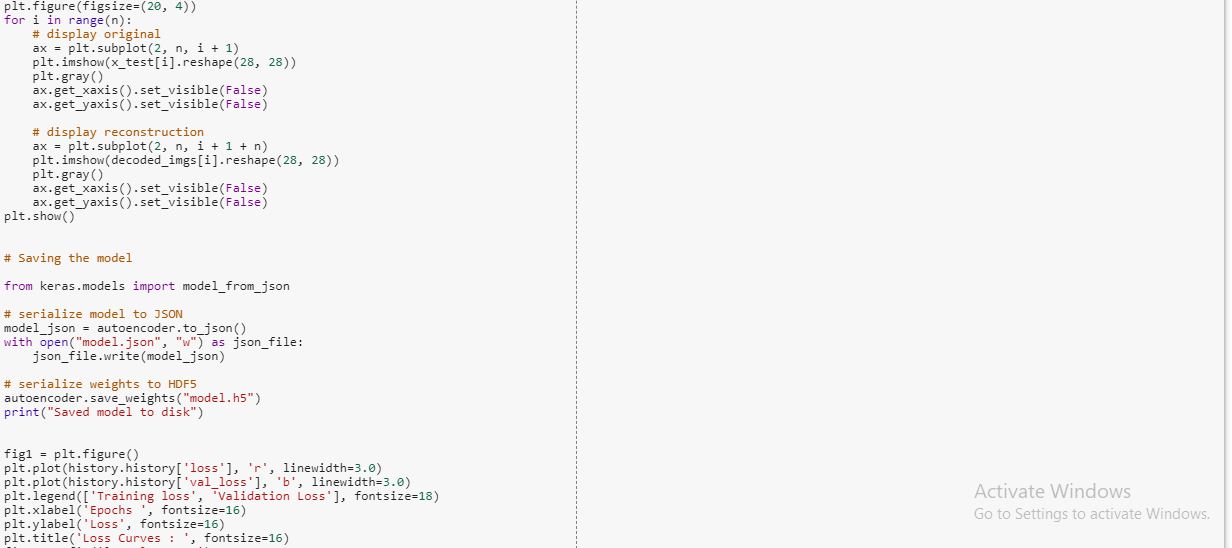 plt.figure(figsize=(20, 4))
for i in range(n):
    # display original
    ax = plt.subplot(2, n, i + 1)
    plt.imshow(x_test[i].reshape(28, 28))
    plt.gray()
    ax.get_xaxis().set_visible(False)
    ax.get_yaxis().set_visible(False)

    # display reconstruction
    ax = plt.subplot(2, n, i + 1 + n)
    plt.imshow(decoded_imgs[i].reshape(28, 28))
    plt.gray()
    ax.get_xaxis().set_visible(False)
    ax.get_yaxis().set_visible(False)
plt.show()

# Saving the model

from keras.models import model_from_json

# serialize model to JSON
model_json = autoencoder.to_json()
with open("model.json", "w") as json_file:
    json_file.write(model_json)

# serialize weights to HDF5
autoencoder.save_weights("model.h5")
print("Saved model to disk")

fig1 = plt.figure()
plt.plot(history.history['loss'], 'r', linewidth=3.0)
plt.plot(history.history['val_loss'], 'b', linewidth=3.0)
plt.legend(['Training loss', 'Validation Loss'], fontsize=18)
plt.xlabel('Epochs ', fontsize=16)
plt.ylabel('Loss', fontsize=16)
plt.title('Loss Curves : ', fontsize=16)
Activate Windows
Go to Settings to activate Windows.